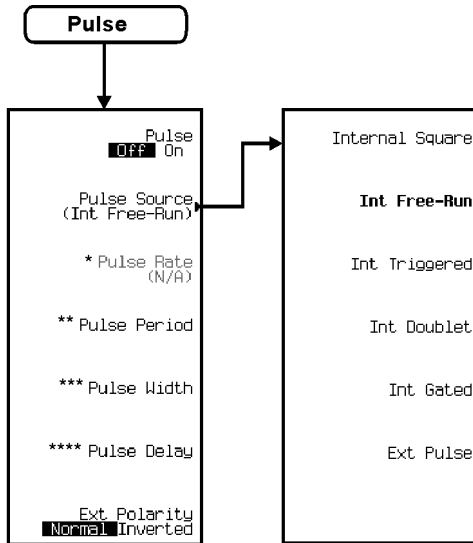 Pulse
Pulse
Off On
Pulse Source
(Int Free-Run)
* Pulse Rate
(N/A)
** Pulse Period
*** Pulse Width
**** Pulse Delay
Ext Polarity
Normal Inverted
Internal Square
Int Free-Run
Int Triggered
Int Doublet
Int Gated
Ext Pulse